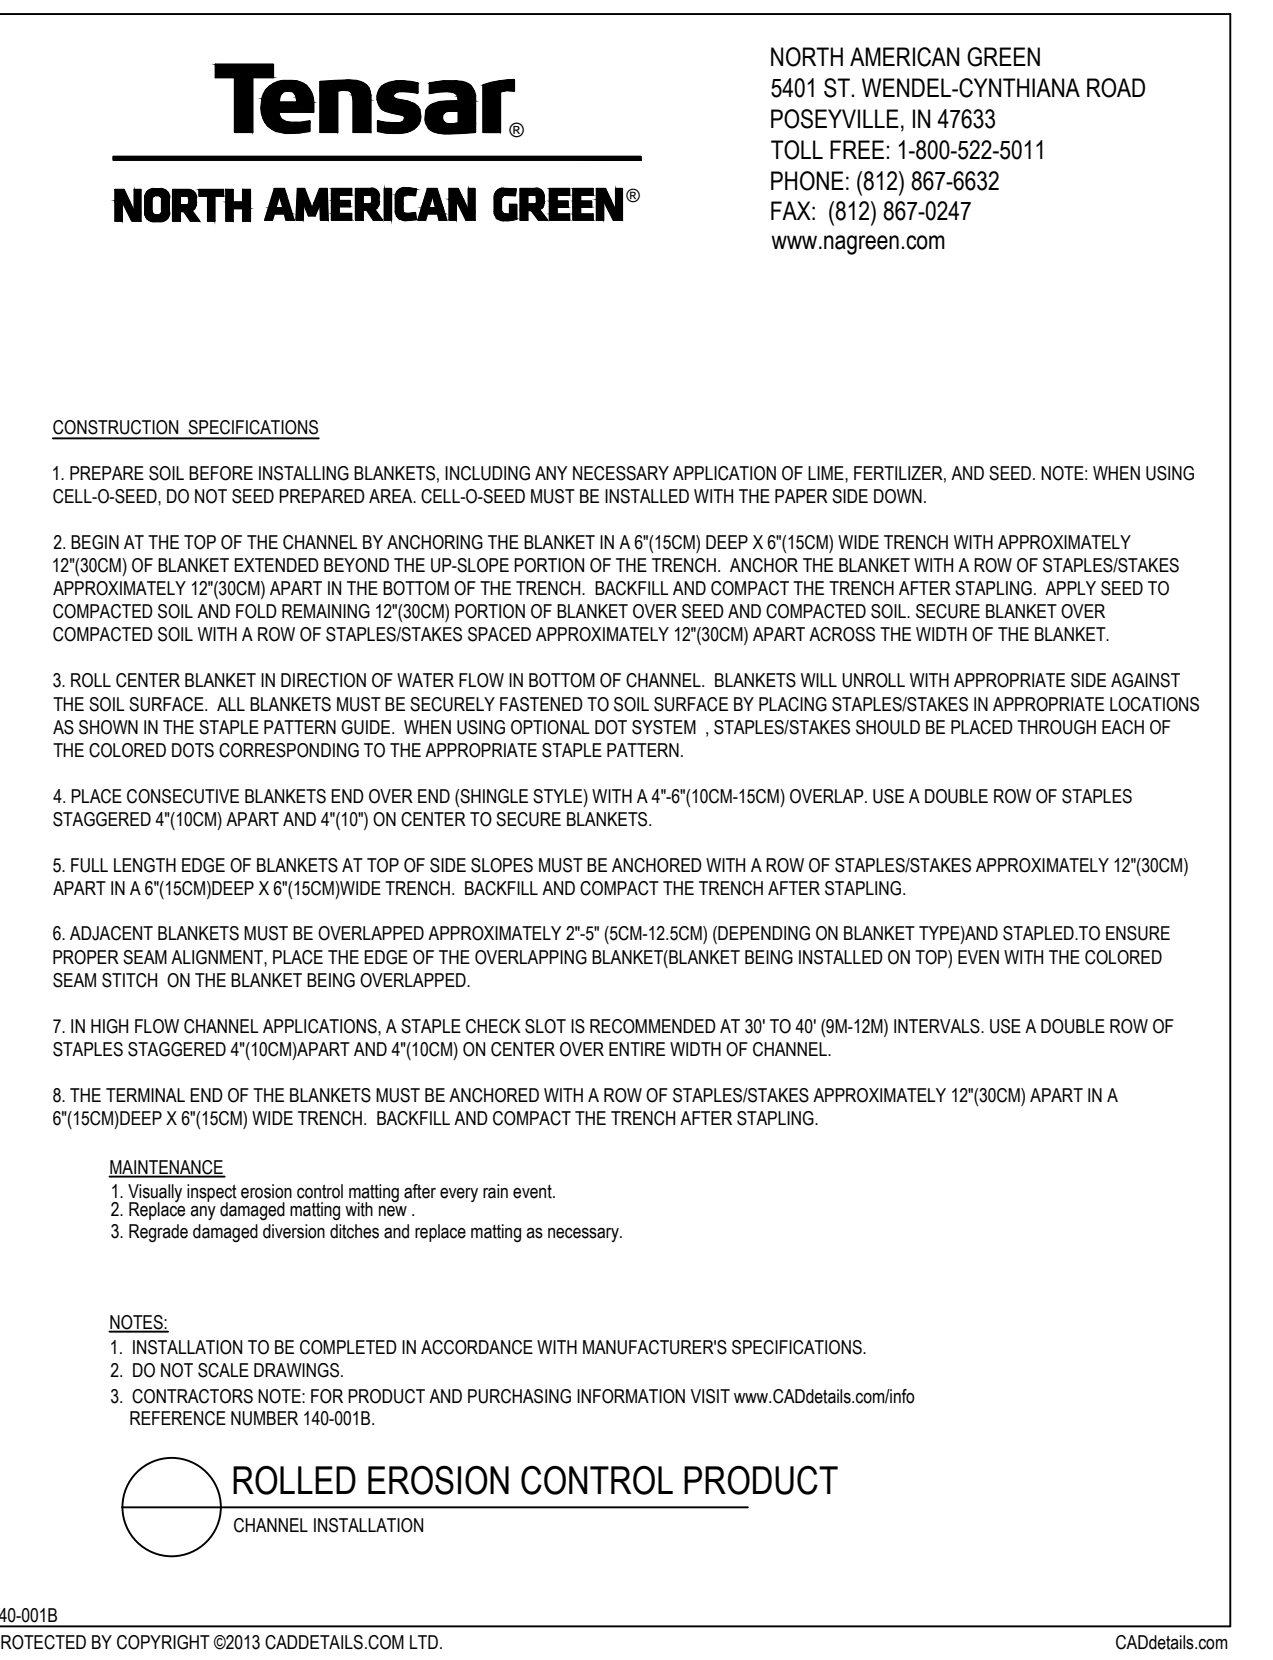 Tensar®
NORTH AMERICAN GREEN®
NORTH AMERICAN GREEN
5401 ST. WENDEL-CYNTHIANA ROAD
POSEYVILLE, IN 47633
TOLL FREE: 1-800-522-5011
PHONE: (812) 867-6632
FAX: (812) 867-0247
www.nagreen.com
CONSTRUCTION SPECIFICATIONS
1. PREPARE SOIL BEFORE INSTALLING BLANKETS, INCLUDING ANY NECESSARY APPLICATION OF LIME, FERTILIZER, AND SEED. NOTE: WHEN USING
CELL-O-SEED, DO NOT SEED PREPARED AREA. CELL-O-SEED MUST BE INSTALLED WITH THE PAPER SIDE DOWN.
2. BEGIN AT THE TOP OF THE CHANNEL BY ANCHORING THE BLANKET IN A 6"(15CM) DEEP X 6"(15CM) WIDE TRENCH WITH APPROXIMATELY
12"(30CM) OF BLANKET EXTENDED BEYOND THE UP-SLOPE PORTION OF THE TRENCH. ANCHOR THE BLANKET WITH A ROW OF STAPLES/STAKES
APPROXIMATELY 12"(30CM) APART IN THE BOTTOM OF THE TRENCH. BACKFILL AND COMPACT THE TRENCH AFTER STAPLING. APPLY SEED TO
COMPACTED SOIL AND FOLD REMAINING 12"(30CM) PORTION OF BLANKET OVER SEED AND COMPACTED SOIL. SECURE BLANKET OVER
COMPACTED SOIL WITH A ROW OF STAPLES/STAKES SPACED APPROXIMATELY 12"(30CM) APART ACROSS THE WIDTH OF THE BLANKET.
3. ROLL CENTER BLANKET IN DIRECTION OF WATER FLOW IN BOTTOM OF CHANNEL. BLANKETS WILL UNROLL WITH APPROPRIATE SIDE AGAINST
THE SOIL SURFACE. ALL BLANKETS MUST BE SECURELY FASTENED TO SOIL SURFACE BY PLACING STAPLES/STAKES IN APPROPRIATE LOCATIONS
AS SHOWN IN THE STAPLE PATTERN GUIDE. WHEN USING OPTIONAL DOT SYSTEM , STAPLES/STAKES SHOULD BE PLACED THROUGH EACH OF
THE COLORED DOTS CORRESPONDING TO THE APPROPRIATE STAPLE PATTERN.
4. PLACE CONSECUTIVE BLANKETS END OVER END (SHINGLE STYLE) WITH A 4"-6"(10CM-15CM) OVERLAP. USE A DOUBLE ROW OF STAPLES
STAGGERED 4"(10CM) APART AND 4"(10") ON CENTER TO SECURE BLANKETS.
5. FULL LENGTH EDGE OF BLANKETS AT TOP OF SIDE SLOPES MUST BE ANCHORED WITH A ROW OF STAPLES/STAKES APPROXIMATELY 12"(30CM)
APART IN A 6"(15CM)DEEP X 6"(15CM)WIDE TRENCH. BACKFILL AND COMPACT THE TRENCH AFTER STAPLING.
6. ADJACENT BLANKETS MUST BE OVERLAPPED APPROXIMATELY 2"-5" (5CM-12.5CM) (DEPENDING ON BLANKET TYPE)AND STAPLED.TO ENSURE
PROPER SEAM ALIGNMENT, PLACE THE EDGE OF THE OVERLAPPING BLANKET(BLANKET BEING INSTALLED ON TOP) EVEN WITH THE COLORED
SEAM STITCH ON THE BLANKET BEING OVERLAPPED.
7. IN HIGH FLOW CHANNEL APPLICATIONS, A STAPLE CHECK SLOT IS RECOMMENDED AT 30' TO 40' (9M-12M) INTERVALS. USE A DOUBLE ROW OF
STAPLES STAGGERED 4"(10CM)APART AND 4"(10CM) ON CENTER OVER ENTIRE WIDTH OF CHANNEL.
8. THE TERMINAL END OF THE BLANKETS MUST BE ANCHORED WITH A ROW OF STAPLES/STAKES APPROXIMATELY 12"(30CM) APART IN A
6"(15CM)DEEP X 6"(15CM) WIDE TRENCH. BACKFILL AND COMPACT THE TRENCH AFTER STAPLING.
MAINTENANCE
1. Visually inspect erosion control matting after every rain event.
2. Replace any damaged matting with new .
3. Regrade damaged diversion ditches and replace matting as necessary.
NOTES:
1. INSTALLATION TO BE COMPLETED IN ACCORDANCE WITH MANUFACTURER'S SPECIFICATIONS.
2. DO NOT SCALE DRAWINGS.
3. CONTRACTORS NOTE: FOR PRODUCT AND PURCHASING INFORMATION VISIT www.CADdetails.com/info
REFERENCE NUMBER 140-001B.
ROLLED EROSION CONTROL PRODUCT
CHANNEL INSTALLATION
40-001B
ROTECTED BY COPYRIGHT ©2013 CADDETAILS.COM LTD.
CADdetails.com